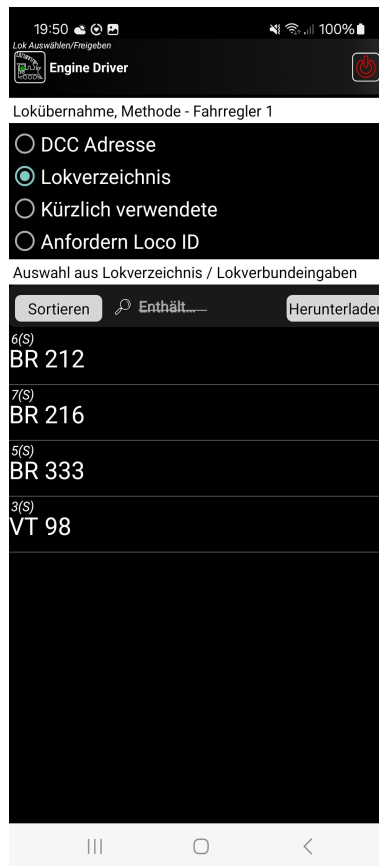 19:50
100%
Lok Auswählen/Freigeben
Engine Driver
Lokübernahme, Methode - Fahrregler 1
DCC Adresse
Lokverzeichnis
Kürzlich verwendete
Anfordern Loco ID
Auswahl aus Lokverzeichnis / Lokverbundeingaben
Sortieren
Enthält...
Herunterladen
6(S)
BR 212
7(S)
BR 216
5(S)
BR 333
3(S)
VT 98